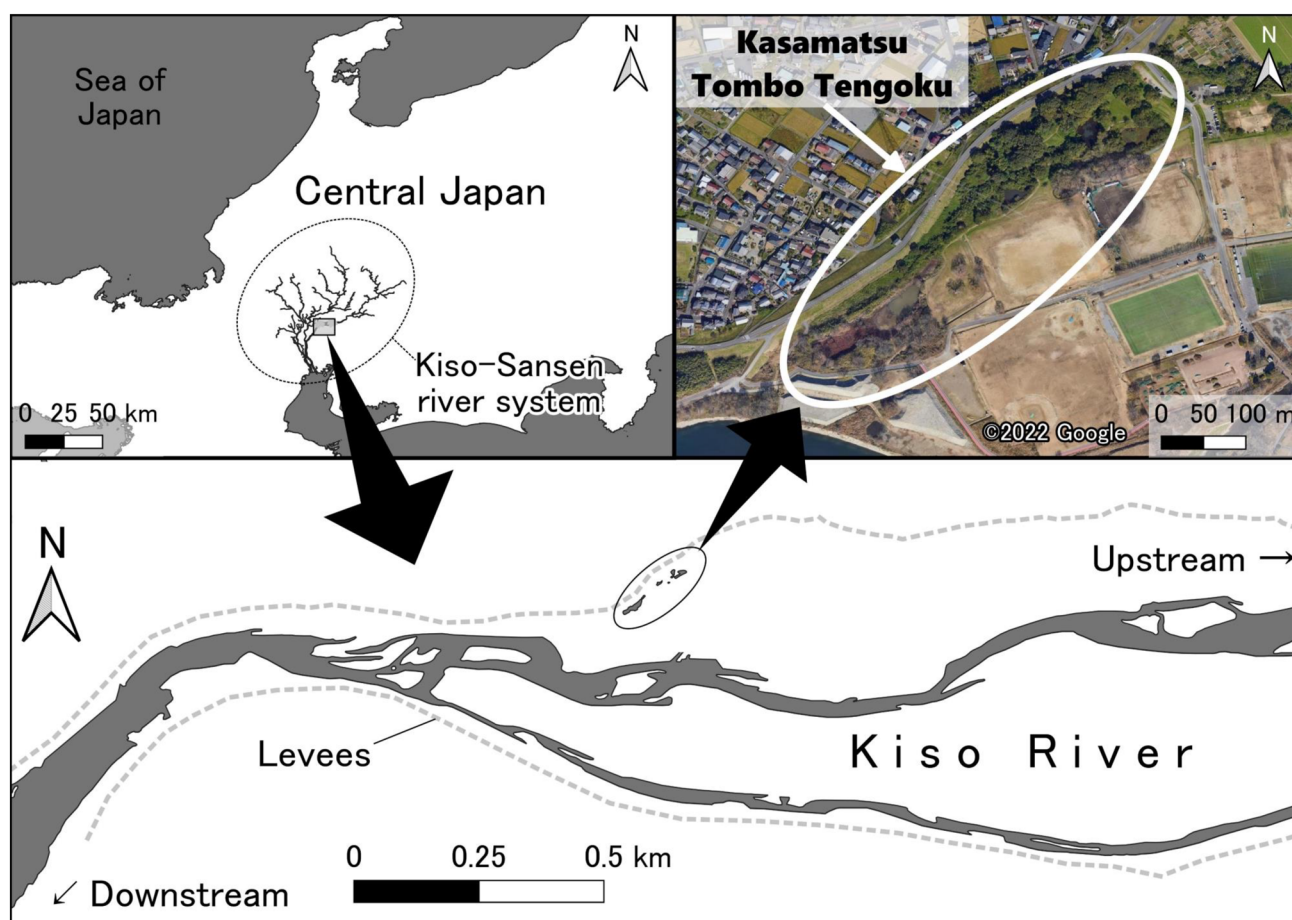 Sea of
Japan
N
Central Japan
Kiso-Sansen
river system
0 25 50 km
Kasamatsu
Tombo Tengoku
N
©2022 Google
0 50 100 m
N
Upstream →
Levees
Kiso River
0 0.25 0.5 km
↙ Downstream